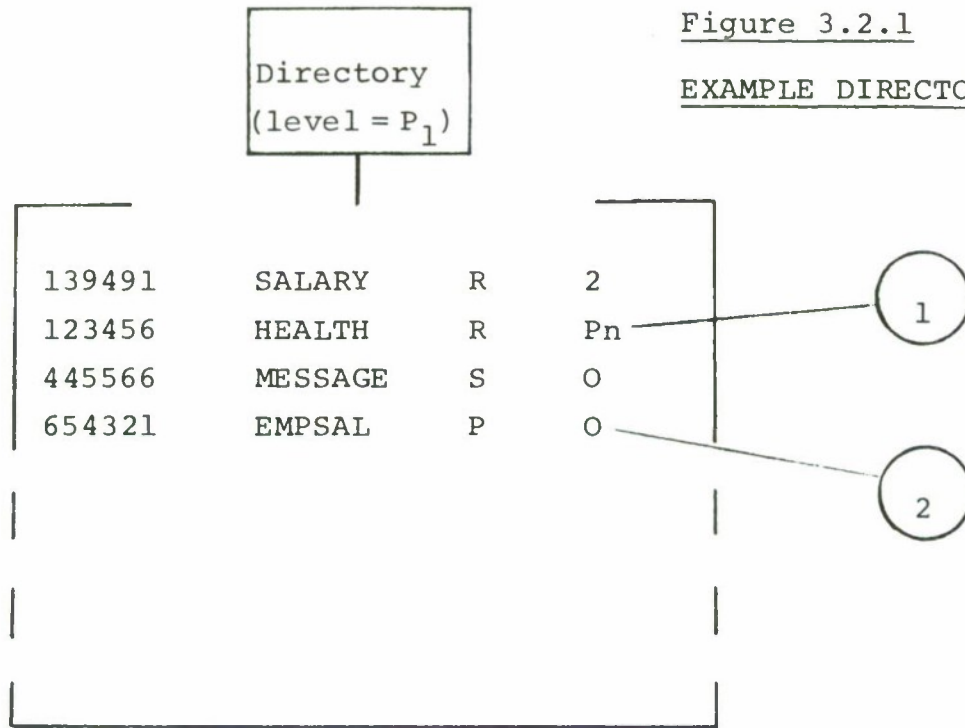 Figure 3.2.1
EXAMPLE DIRECTO
Directory
(level = P1)
139491 SALARY R 2
123456 HEALTH R Pn
445566 MESSAGE S O
654321 EMPSAL P O
1
2